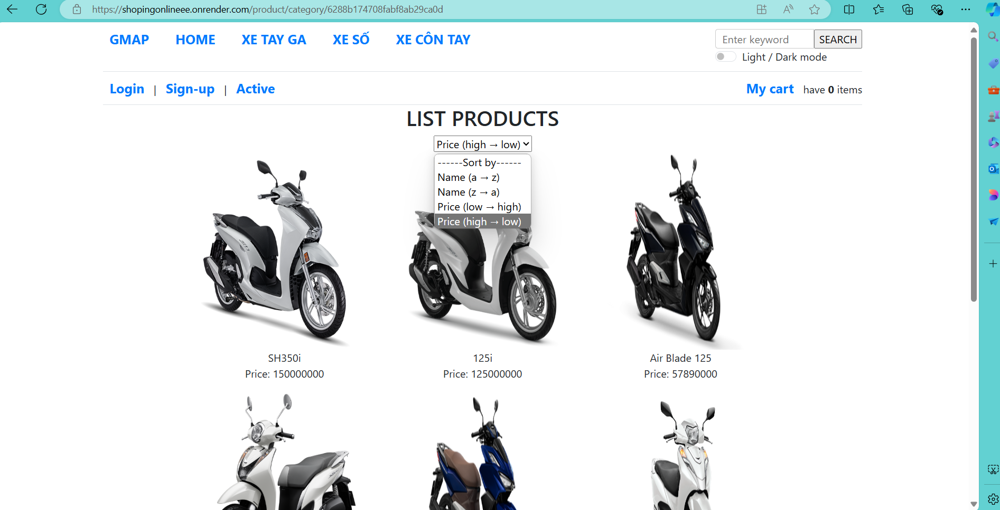 https://shopingonlineee.onrender.com/product/category/6288b174708fabf8ab29ca0d
GMAP HOME XE TAY GA XE SỐ XE CÔN TAY
Enter keyword SEARCH
Light / Dark mode
Login | Sign-up | Active
My cart have 0 items
LIST PRODUCTS
Price (high → low)
------Sort by------
Name (a → z)
Name (z → a)
Price (low → high)
Price (high → low)
SH350i
Price: 150000000
125i
Price: 125000000
Air Blade 125
Price: 57890000